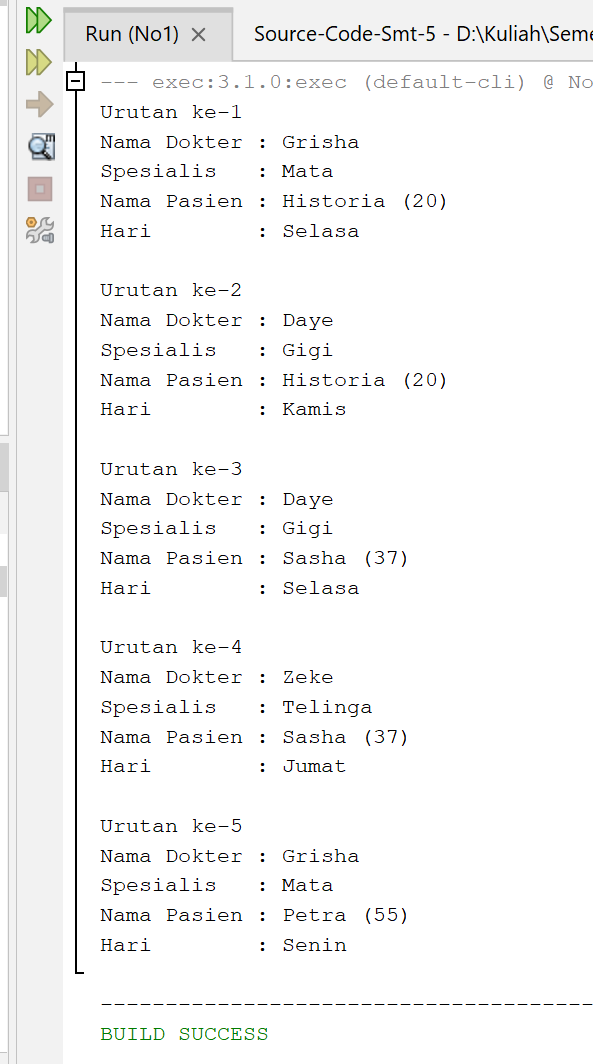 Run (No1) × Source-Code-Smt-5 - D:\Kuliah\Seme
--- exec:3.1.0:exec (default-cli) @ No
Urutan ke-1
Nama Dokter : Grisha
Spesialis   : Mata
Nama Pasien : Historia (20)
Hari        : Selasa

Urutan ke-2
Nama Dokter : Daye
Spesialis   : Gigi
Nama Pasien : Historia (20)
Hari        : Kamis

Urutan ke-3
Nama Dokter : Daye
Spesialis   : Gigi
Nama Pasien : Sasha (37)
Hari        : Selasa

Urutan ke-4
Nama Dokter : Zeke
Spesialis   : Telinga
Nama Pasien : Sasha (37)
Hari        : Jumat

Urutan ke-5
Nama Dokter : Grisha
Spesialis   : Mata
Nama Pasien : Petra (55)
Hari        : Senin

------------------------------------------
BUILD SUCCESS